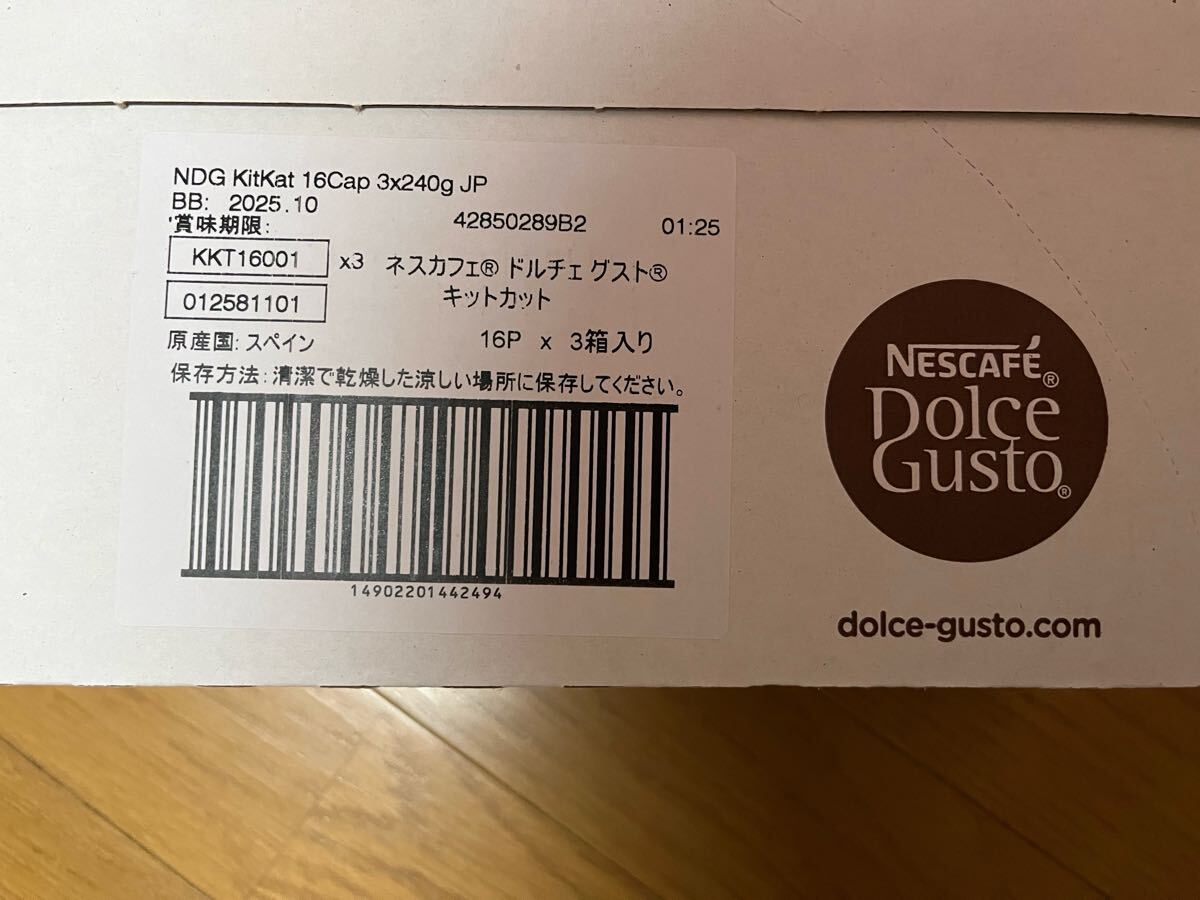 NDG KitKat 16Cap 3x240g JP
BB: 2025.10
'賞味期限: 42850289B2 01:25
KKT16001 x3 ネスカフェ® ドルチェ グスト®
012581101 キットカット
原産国: スペイン 16P x 3箱入り
保存方法:清潔で乾燥した涼しい場所に保存してください。
14902201442494
NESCAFÉ®
Dolce
Gusto®
dolce-gusto.com